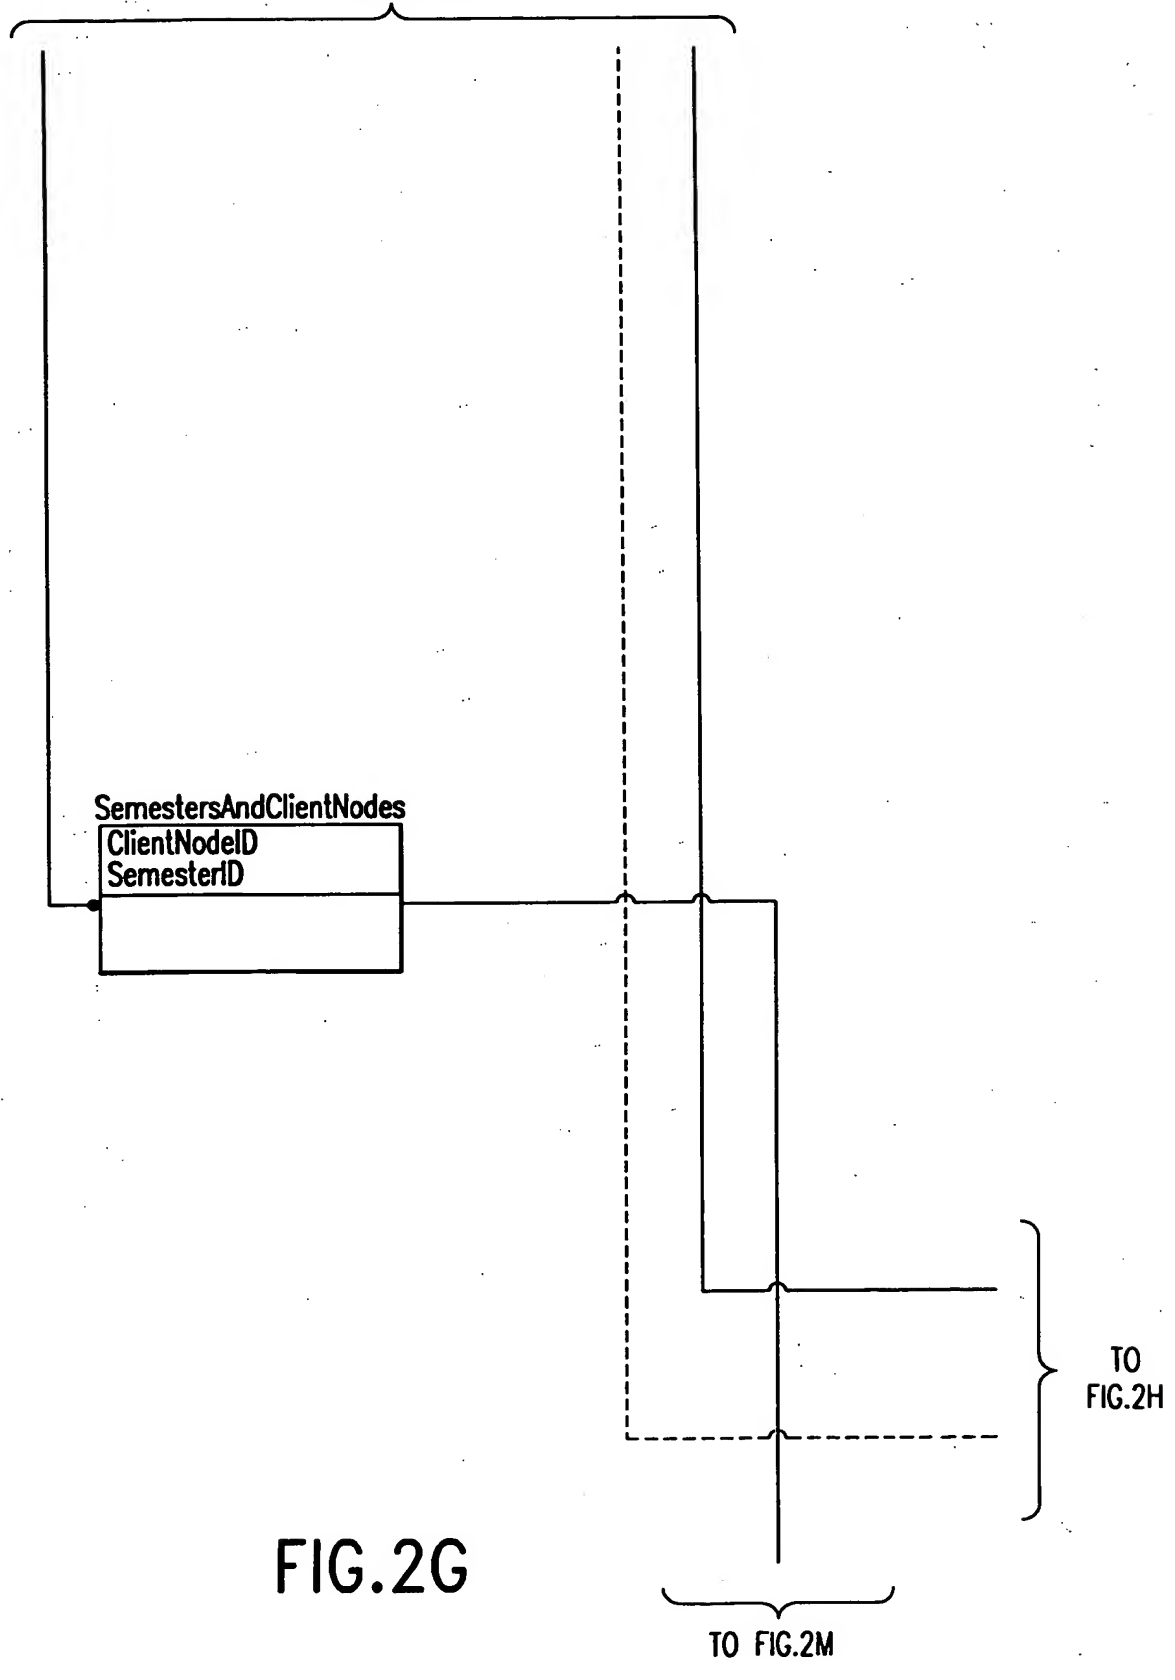 SemestersAndClientNodes
ClientNodeID
SemesterID
TO
FIG.2H
FIG.2G
TO FIG.2M